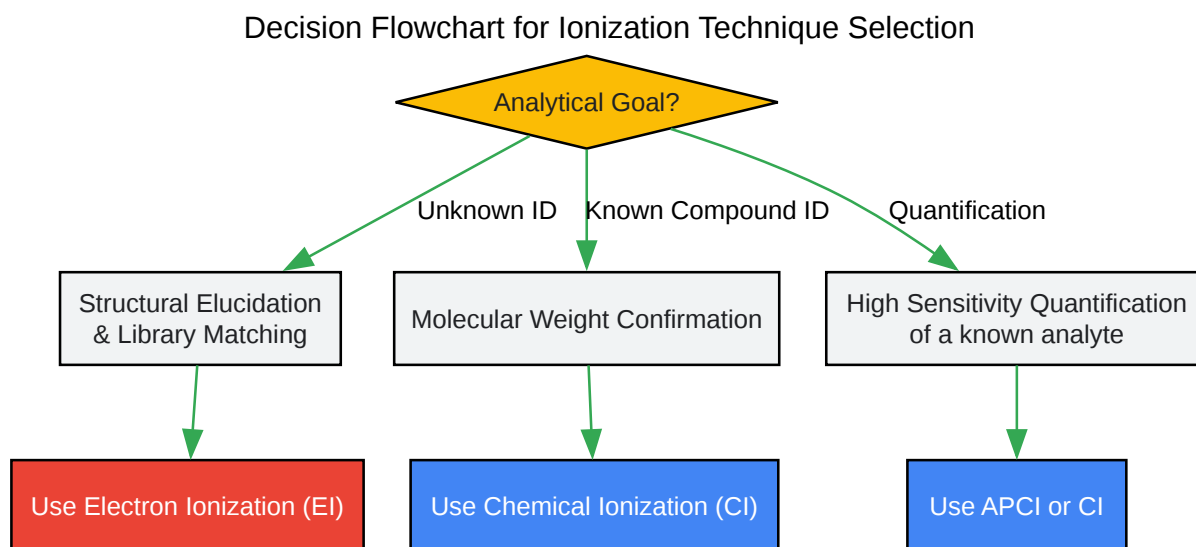 Decision Flowchart for Ionization Technique Selection
Analytical Goal?
Unknown ID
Known Compound ID
Quantification
Structural Elucidation
& Library Matching
Molecular Weight Confirmation
High Sensitivity Quantification
of a known analyte
Use Electron Ionization (EI)
Use Chemical Ionization (CI)
Use APCI or CI